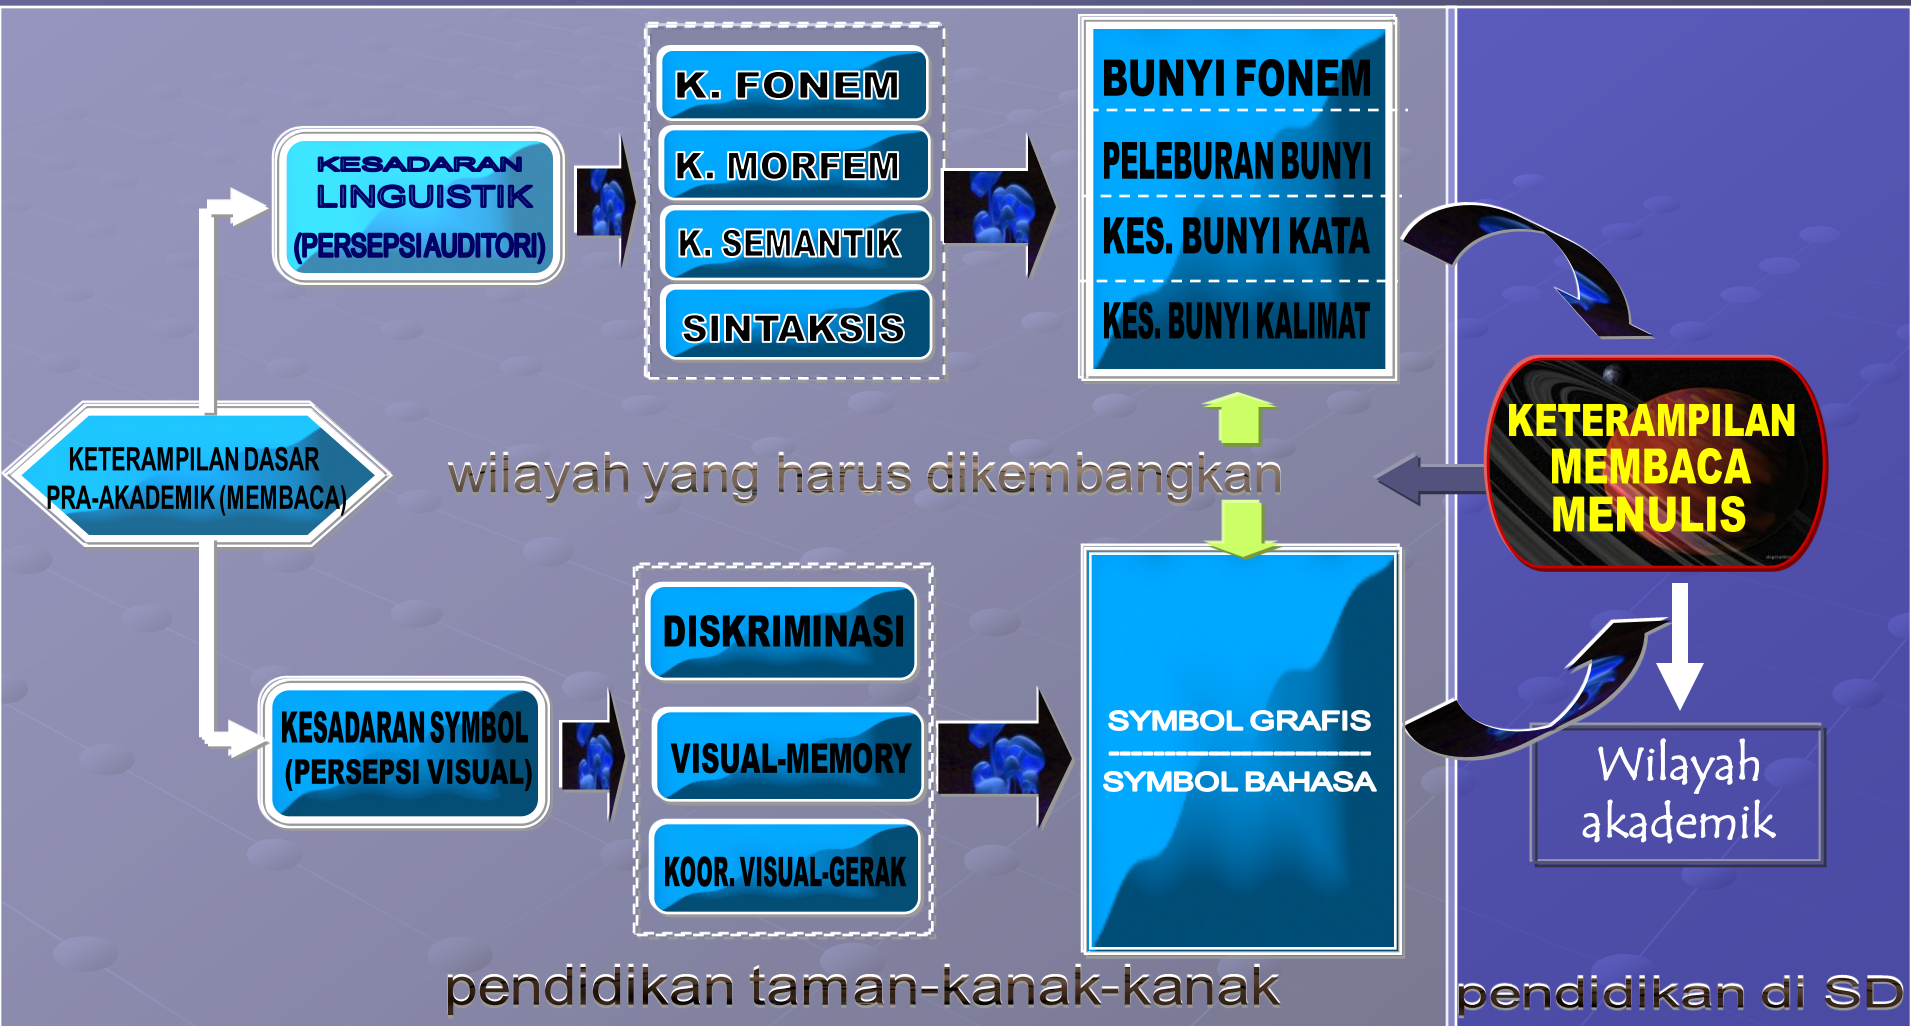 KESADARAN
LINGUISTIK
(PERSEPSI AUDITORI)
K. FONEM
K. MORFEM
K. SEMANTIK
SINTAKSIS
BUNYI FONEM
PELEBURAN BUNYI
KES. BUNYI KATA
KES. BUNYI KALIMAT
KETERAMPILAN DASAR
PRA-AKADEMIK (MEMBACA)
wilayah yang harus dikembangkan
KETERAMPILAN
MEMBACA
MENULIS
KESADARAN SYMBOL
(PERSEPSI VISUAL)
DISKRIMINASI
VISUAL-MEMORY
KOOR. VISUAL-GERAK
SYMBOL GRAFIS
------------------------
SYMBOL BAHASA
Wilayah
akademik
pendidikan taman-kanak-kanak
pendidikan di SD